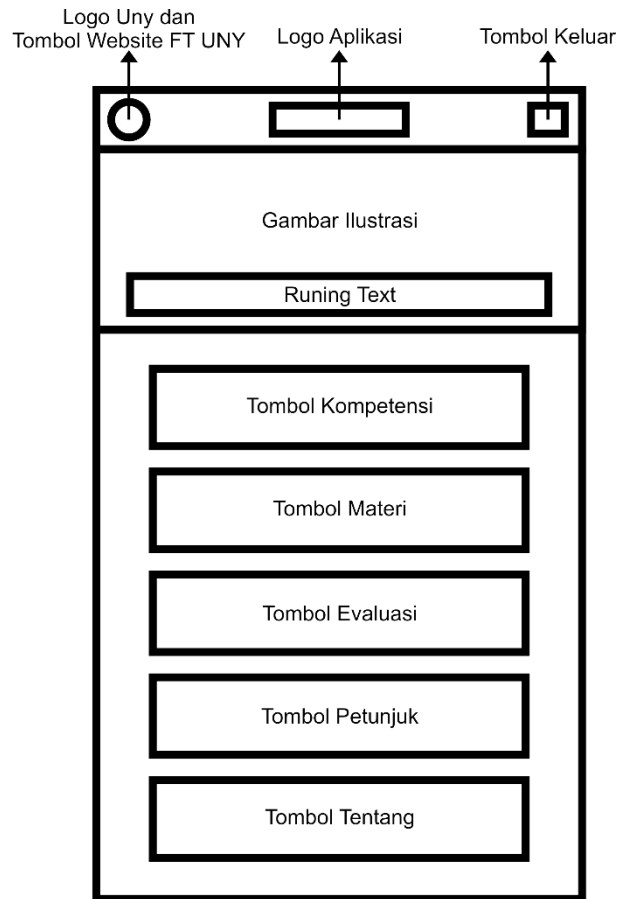 Logo Uny dan
Tombol Website FT UNY
Logo Aplikasi
Tombol Keluar
Gambar Ilustrasi
Runing Text
Tombol Kompetensi
Tombol Materi
Tombol Evaluasi
Tombol Petunjuk
Tombol Tentang